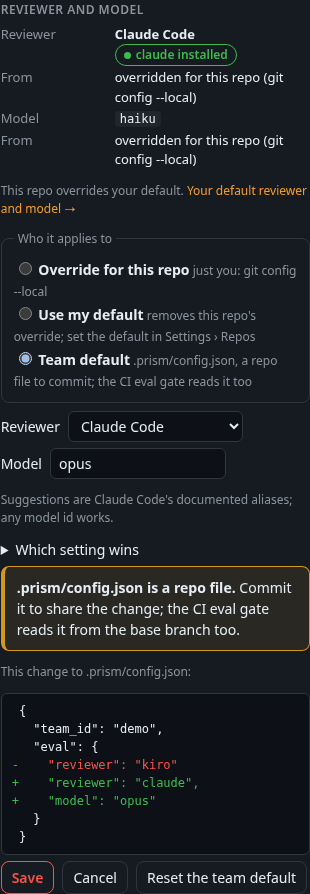 REVIEWER AND MODEL
Reviewer Claude Code
claude installed
From overridden for this repo (git
config --local)
Model haiku
From overridden for this repo (git
config --local)
This repo overrides your default. Your default reviewer
and model →
Who it applies to
Override for this repo just you: git config
--local
Use my default removes this repo's
override; set the default in Settings › Repos
Team default .prism/config.json, a repo
file to commit; the CI eval gate reads it too
Reviewer Claude Code
Model opus
Suggestions are Claude Code's documented aliases;
any model id works.
▶ Which setting wins
.prism/config.json is a repo file. Commit
it to share the change; the CI eval gate
reads it from the base branch too.
This change to .prism/config.json:
{
"team_id": "demo",
"eval": {
- "reviewer": "kiro"
+ "reviewer": "claude",
+ "model": "opus"
}
}
Save Cancel Reset the team default